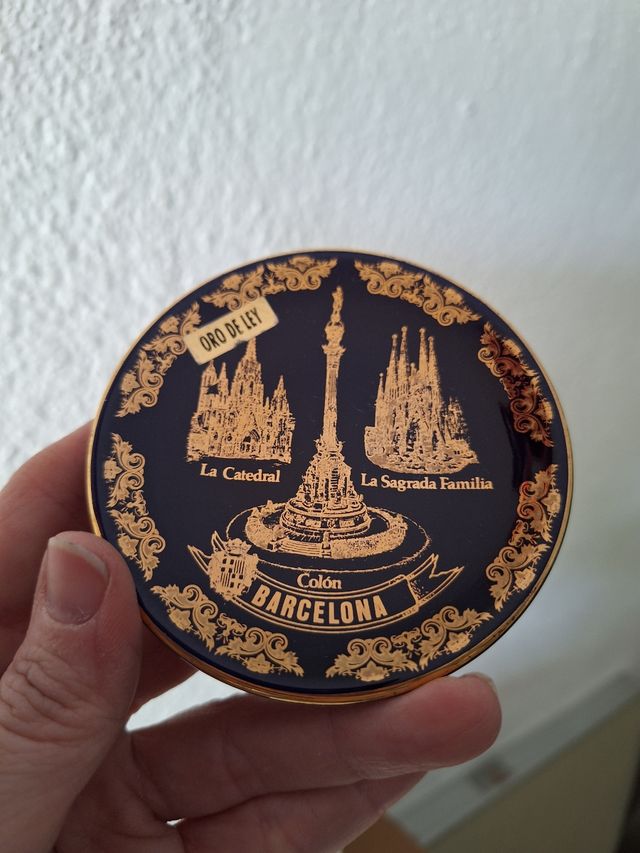 ORO DE LEY
La Catedral
La Sagrada Familia
Colón
BARCELONA